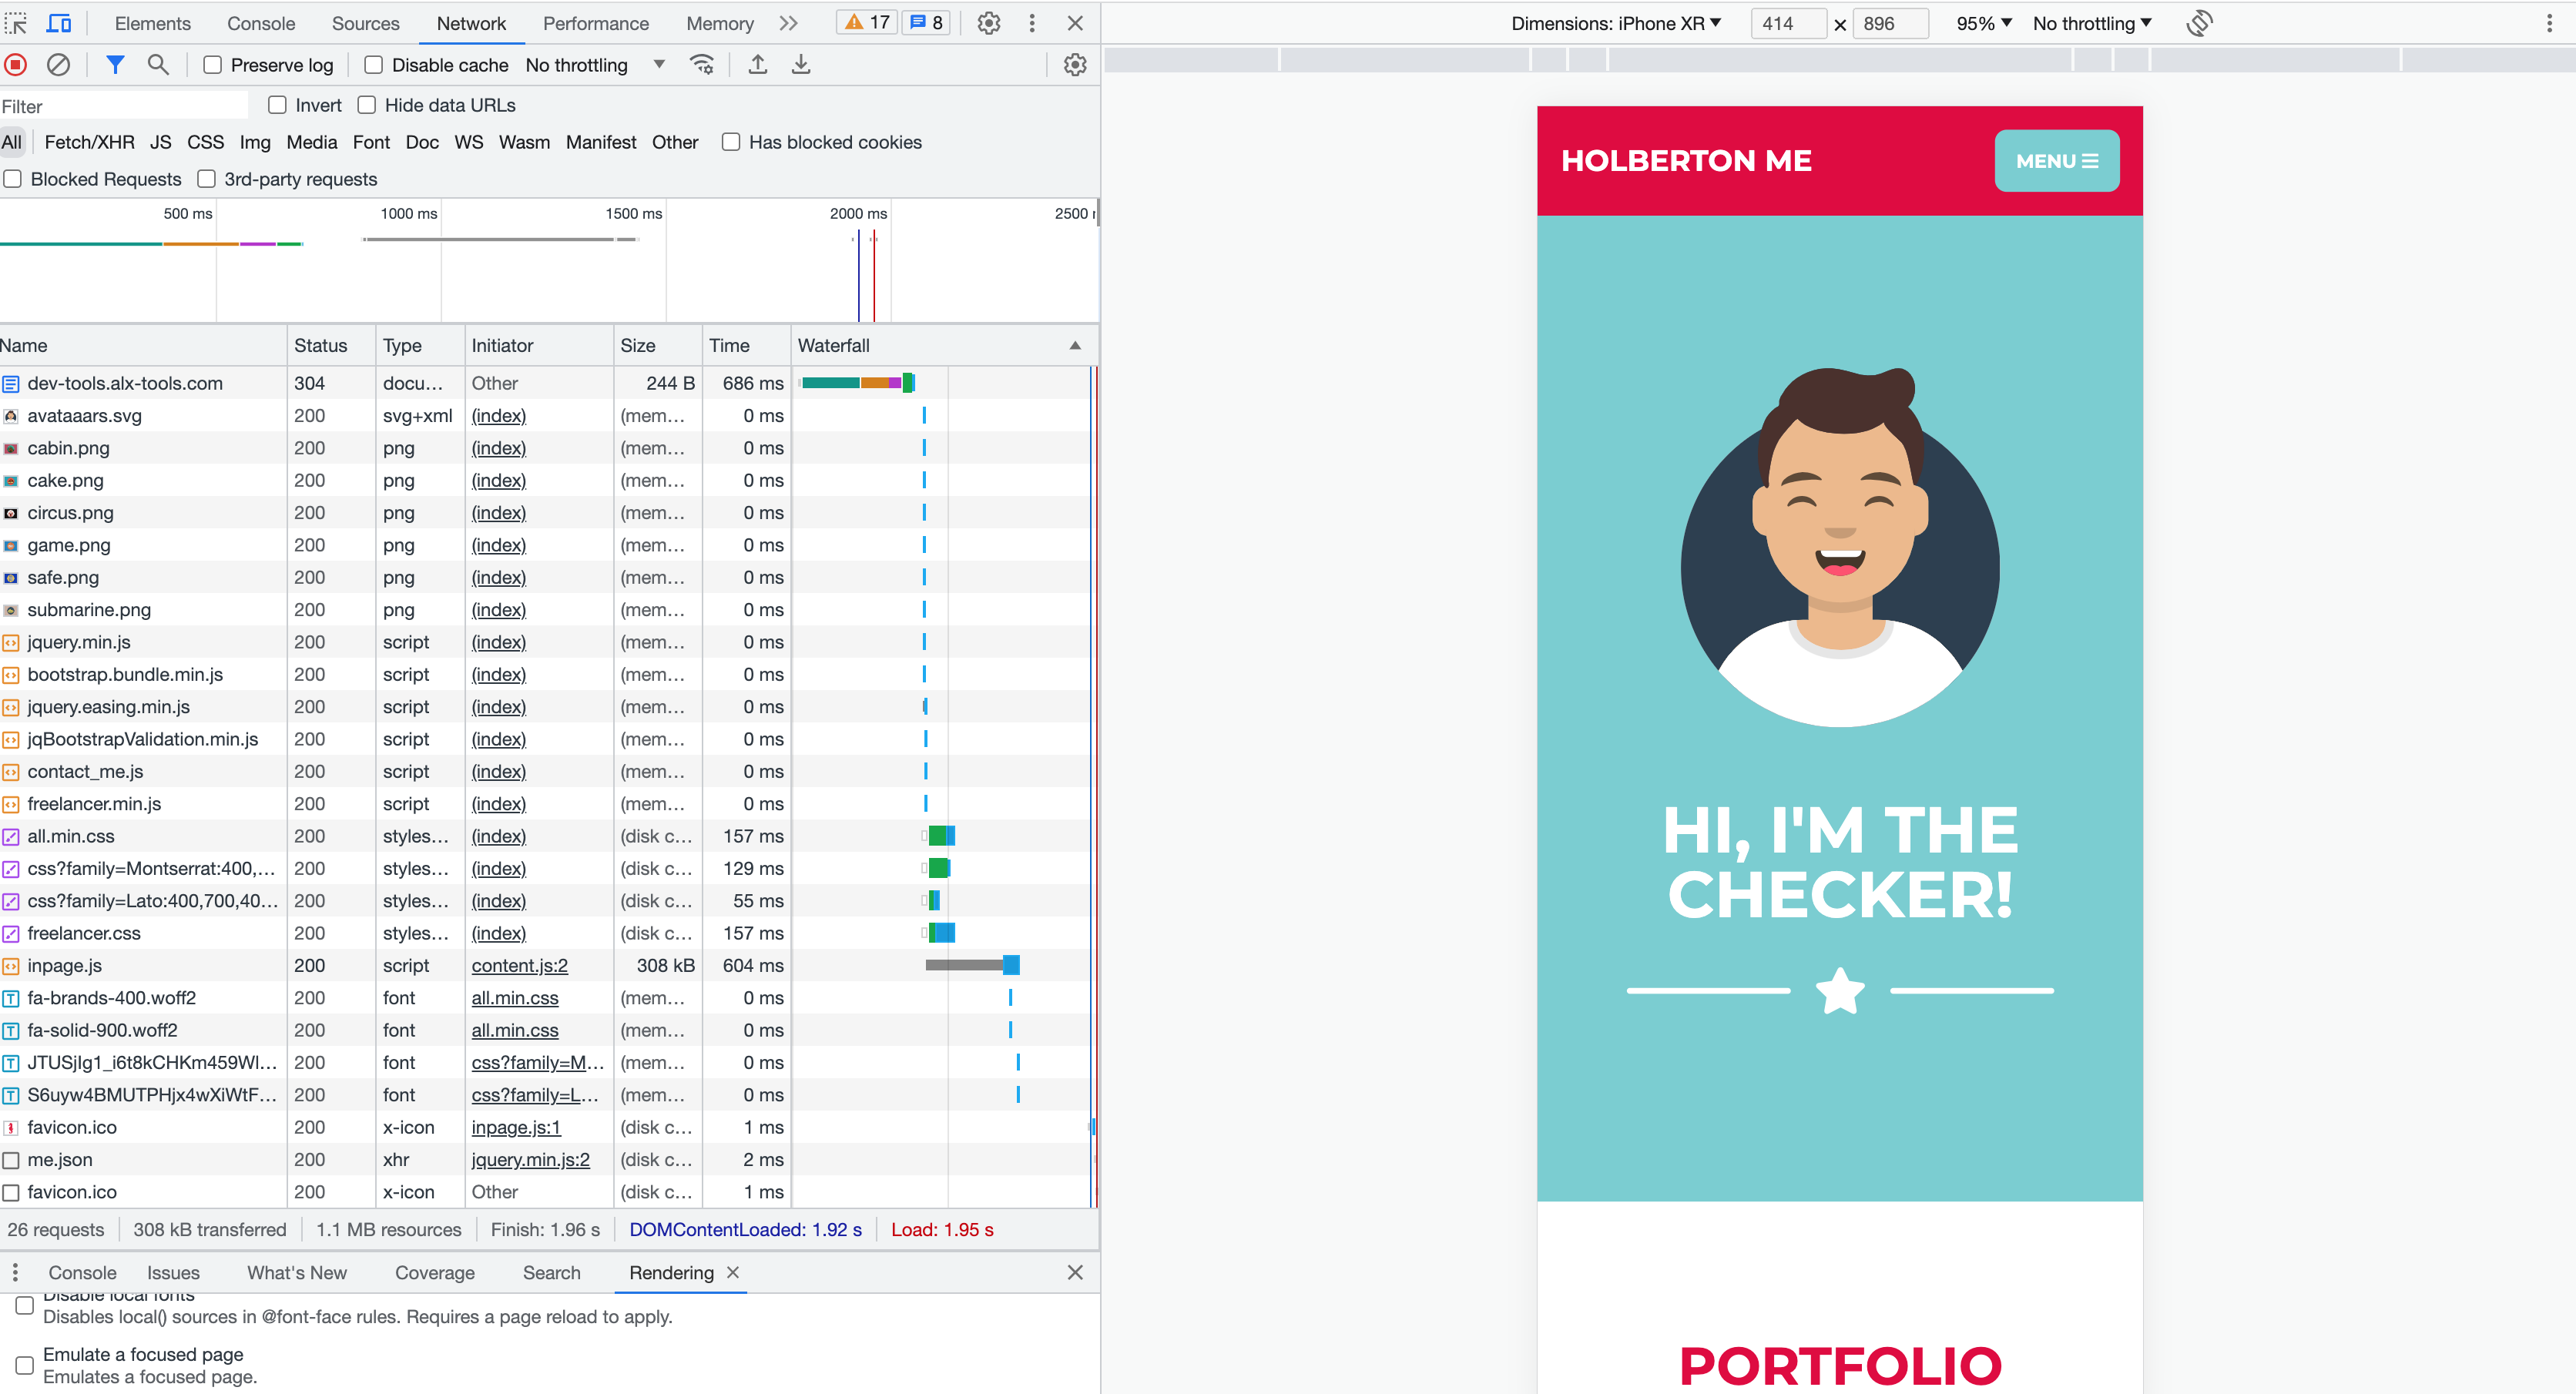 Elements Console Sources Network Performance Memory 17 8
Preserve log Disable cache No throttling
Filter Invert Hide data URLs
All Fetch/XHR JS CSS Img Media Font Doc WS Wasm Manifest Other Has blocked cookies
Blocked Requests 3rd-party requests
500 ms 1000 ms 1500 ms 2000 ms 2500
Name Status Type Initiator Size Time Waterfall
dev-tools.alx-tools.com 304 docu... Other 244 B 686 ms
avataaars.svg 200 svg+xml (index) (mem... 0 ms
cabin.png 200 png (index) (mem... 0 ms
cake.png 200 png (index) (mem... 0 ms
circus.png 200 png (index) (mem... 0 ms
game.png 200 png (index) (mem... 0 ms
safe.png 200 png (index) (mem... 0 ms
submarine.png 200 png (index) (mem... 0 ms
jquery.min.js 200 script (index) (mem... 0 ms
bootstrap.bundle.min.js 200 script (index) (mem... 0 ms
jquery.easing.min.js 200 script (index) (mem... 0 ms
jqBootstrapValidation.min.js 200 script (index) (mem... 0 ms
contact_me.js 200 script (index) (mem... 0 ms
freelancer.min.js 200 script (index) (mem... 0 ms
all.min.css 200 styles... (index) (disk c... 157 ms
css?family=Montserrat:400,... 200 styles... (index) (disk c... 129 ms
css?family=Lato:400,700,40... 200 styles... (index) (disk c... 55 ms
freelancer.css 200 styles... (index) (disk c... 157 ms
inpage.js 200 script content.js:2 308 kB 604 ms
fa-brands-400.woff2 200 font all.min.css (mem... 0 ms
fa-solid-900.woff2 200 font all.min.css (mem... 0 ms
JTUSjIg1_i6t8kCHKm459Wl... 200 font css?family=M... (mem... 0 ms
S6uyw4BMUTPHjx4wXiWtF... 200 font css?family=L... (mem... 0 ms
favicon.ico 200 x-icon inpage.js:1 (disk c... 1 ms
me.json 200 xhr jquery.min.js:2 (disk c... 2 ms
favicon.ico 200 x-icon Other (disk c... 1 ms
26 requests 308 kB transferred 1.1 MB resources Finish: 1.96 s DOMContentLoaded: 1.92 s Load: 1.95 s
Console Issues What's New Coverage Search Rendering
Disable local fonts
Disables local() sources in @font-face rules. Requires a page reload to apply.
Emulate a focused page
Emulates a focused page.
Dimensions: iPhone XR 414 × 896 95% No throttling
HOLBERTON ME MENU
HI, I'M THE
CHECKER!
PORTFOLIO